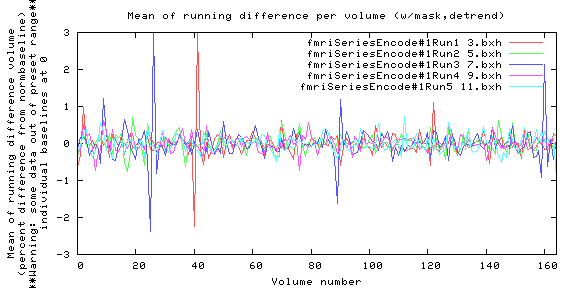 Mean of running difference per volume (w/mask,detrend)
Mean of running difference volume
(percent difference from normbaseline)
**Warning: some data out of preset range**
individual baselines at 0
fmriSeriesEncode#1Run1 3.bxh
fmriSeriesEncode#1Run2 5.bxh
fmriSeriesEncode#1Run3 7.bxh
fmriSeriesEncode#1Run4 9.bxh
fmriSeriesEncode#1Run5 11.bxh
3
2
1
0
-1
-2
-3
0 20 40 60 80 100 120 140 160
Volume number